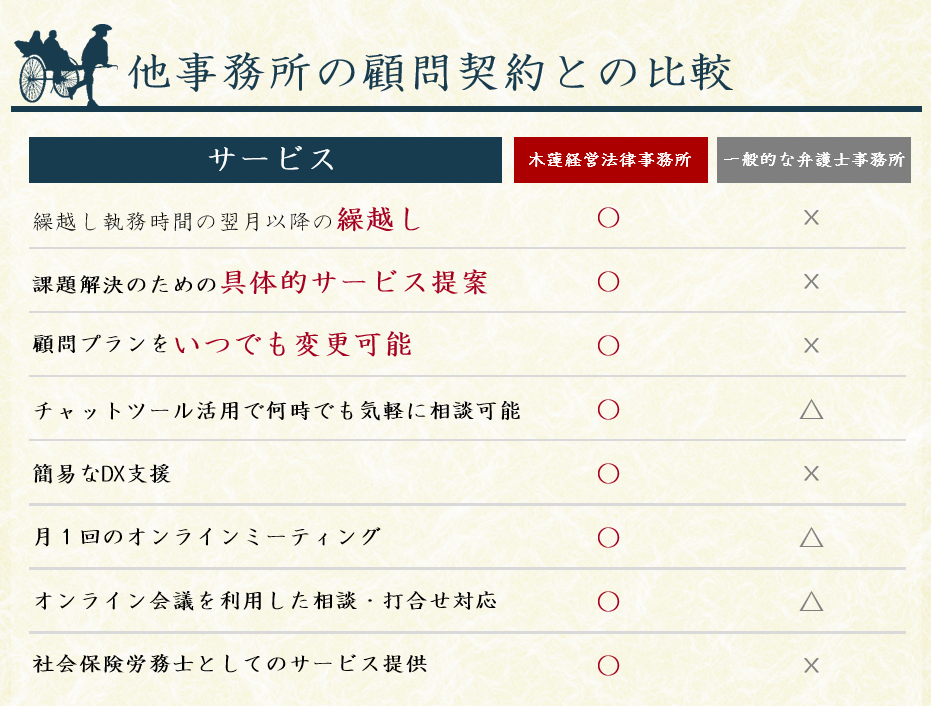 他事務所の顧問契約との比較
サービス 木蓮経営法律事務所 一般的な弁護士事務所
繰越し執務時間の翌月以降の繰越し ○ ×
課題解決のための具体的サービス提案 ○ ×
顧問プランをいつでも変更可能 ○ ×
チャットツール活用で何時でも気軽に相談可能 ○ △
簡易なDX支援 ○ ×
月1回のオンラインミーティング ○ △
オンライン会議を利用した相談・打合せ対応 ○ △
社会保険労務士としてのサービス提供 ○ ×